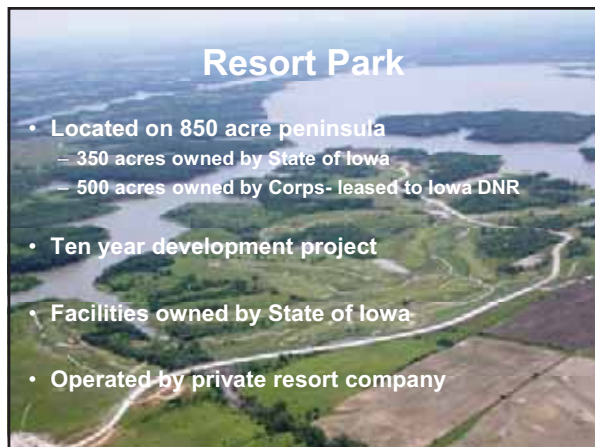 Resort Park
• Located on 850 acre peninsula
– 350 acres owned by State of Iowa
– 500 acres owned by Corps- leased to Iowa DNR
• Ten year development project
• Facilities owned by State of Iowa
• Operated by private resort company